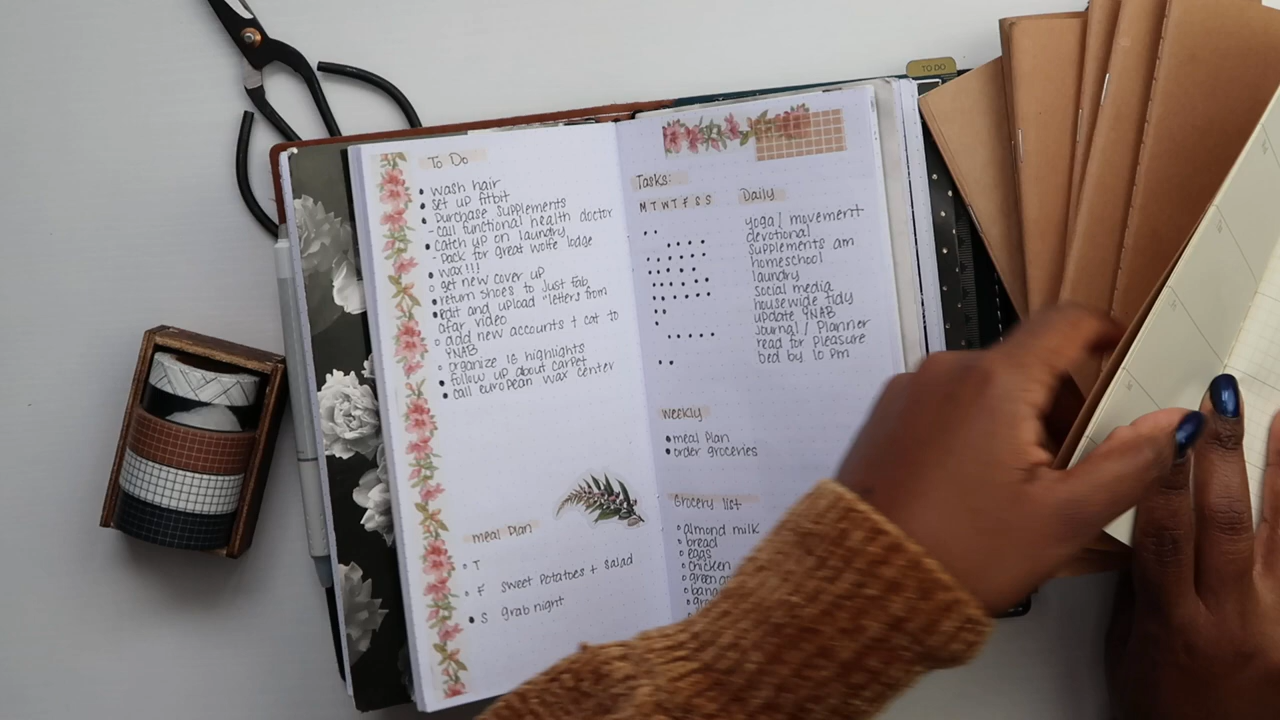 TO DO
To Do
wash hair
set up fitbit
Purchase supplements
- call functional health doctor
catch up on laundry
- Pack for great wolfe lodge
wax!!!
get new cover up
return shoes to Just Fab
edit and upload "letters from
afar video
add new accounts + cat to
YNAB
organize IG highlights
follow up about carpet
call european wax center
meal Plan
T
F sweet potatoes + salad
S grab night
Tasks:
M T W T F S S
Daily
yoga / movement
devotional
supplements am
homeschool
laundry
social media
housewide tidy
update YNAB
Journal / Planner
read for pleasure
bed by 10 pm
Weekly
meal Plan
order groceries
Grocery list
almond milk
bread
eggs
chicken
green